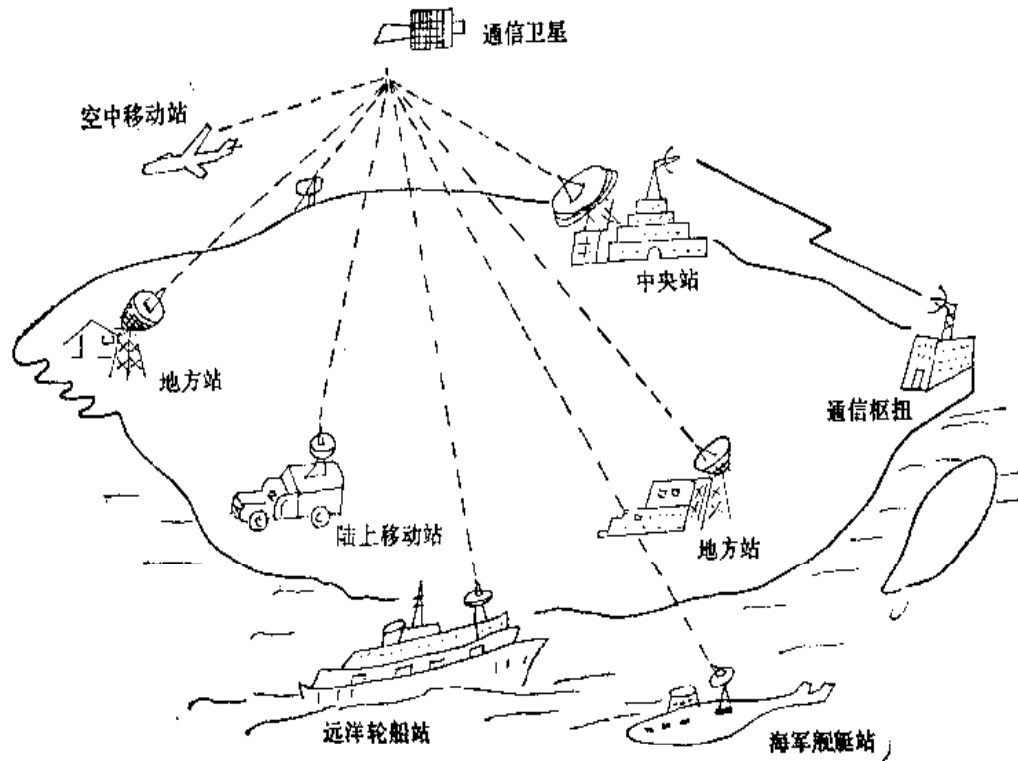 通信卫星
空中移动站
中央站
地方站
通信枢扭
陆上移动站
地方站
远洋轮船站
海军舰艇站